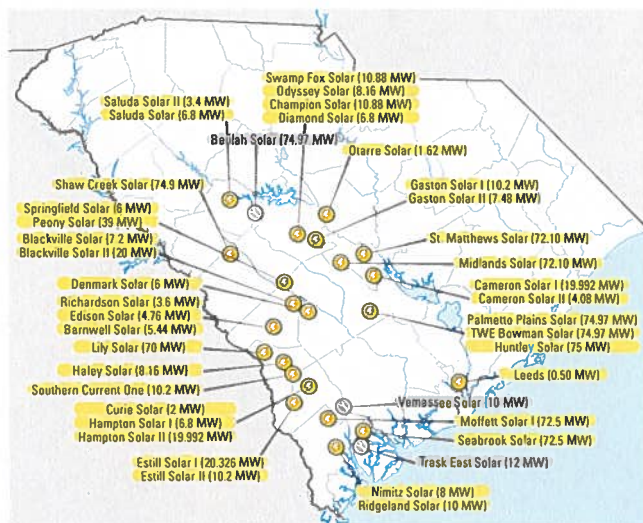 Swamp Fox Solar (10.88 MW)
Odyssey Solar (8.16 MW)
Champion Solar (10.88 MW)
Diamond Solar (6.8 MW)
Saluda Solar II (3.4 MW)
Saluda Solar (6.8 MW)
Beulah Solar (74.97 MW)
Otarre Solar (1.62 MW)
Shaw Creek Solar (74.9 MW)
Gaston Solar I (10.2 MW)
Gaston Solar II (7.48 MW)
Springfield Solar (6 MW)
Peony Solar (39 MW)
Blackville Solar (7 2 MW)
Blackville Solar II (20 MW)
St. Matthews Solar (72.10 MW)
Midlands Solar (72.10 MW)
Denmark Solar (6 MW)
Richardson Solar (3.6 MW)
Edison Solar (4.76 MW)
Bernwell Solar (5.44 MW)
Cameron Solar I (19.992 MW)
Cameron Solar II (4.08 MW)
Palmetto Plains Solar (74.97 MW)
TWE Bowman Solar (74.97 MW)
Huntley Solar (75 MW)
Lily Solar (70 MW)
Haley Solar (8.16 MW)
Southern Current One (10.2 MW)
Leeds (0.50 MW)
Curie Solar (2 MW)
Hampton Solar I (6.8 MW)
Hampton Solar II (19.992 MW)
Vemassee Solar (10 MW)
Moffett Solar I (72.5 MW)
Seabrook Solar (72.5 MW)
Estill Solar I (20.326 MW)
Estill Solar II (10.2 MW)
Trask East Solar (12 MW)
Nimitz Solar (8 MW)
Ridgeland Solar (10 MW)